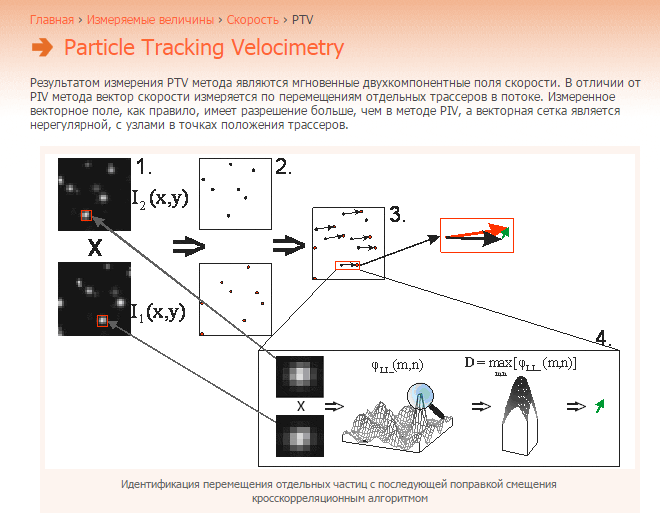 Главная > Измеряемые величины > Скорость > PTV
Particle Tracking Velocimetry
Результатом измерения PTV метода являются мгновенные двухкомпонентные поля скорости. В отличии от
PIV метода вектор скорости измеряется по перемещениям отдельных трассеров в потоке. Измеренное
векторное поле, как правило, имеет разрешение больше, чем в методе PIV, а векторная сетка является
нерегулярной, с узлами в точках положения трассеров.
1.
2.
I₂(x,y)
3.
X
I₁(x,y)
4.
φ_LL_(m,n)
D = max[φ_LL_(m,n)]
m,n
X
Идентификация перемещения отдельных частиц с последующей поправкой смещения
кросскорреляционным алгоритмом